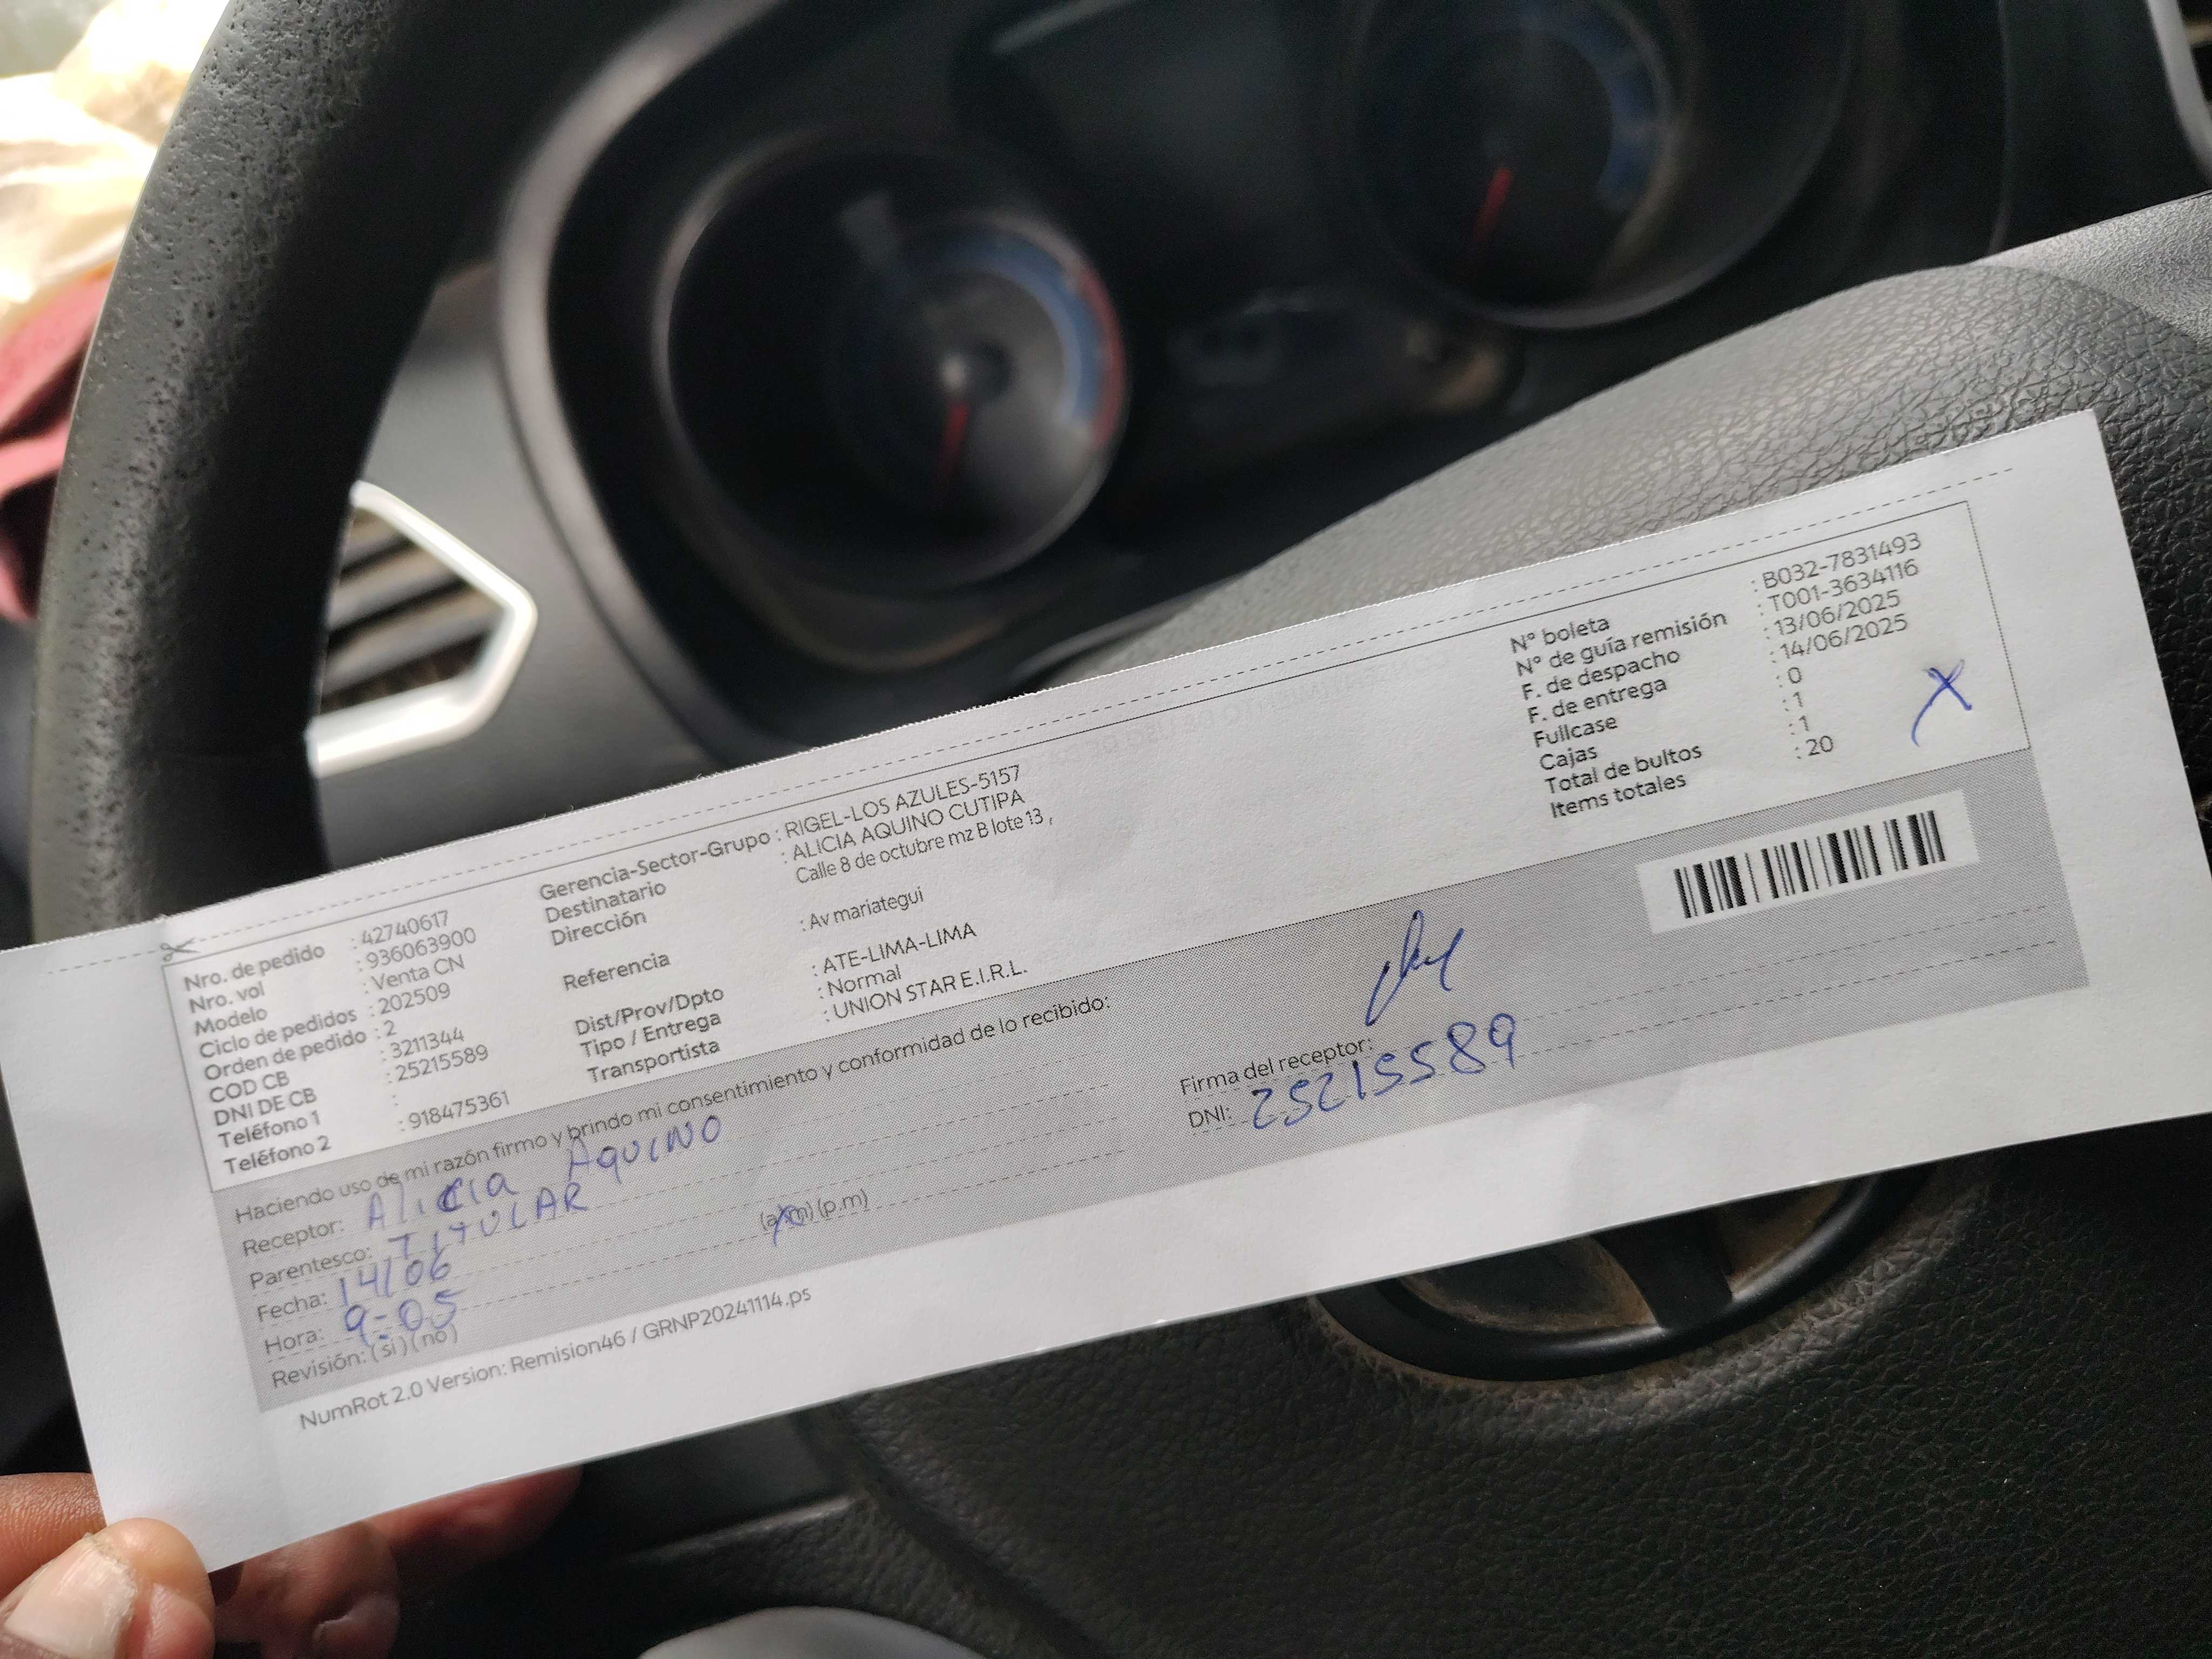 Nro. de pedido : 42740617
Nro. vol : 936063900
Modelo : Venta CN
Ciclo de pedidos : 202509
Orden de pedido : 2
COD CB : 3211344
DNI DE CB : 25215589
Teléfono 1 :
Teléfono 2 : 918475361
Gerencia-Sector-Grupo : RIGEL-LOS AZULES-5157
Destinatario : ALICIA AQUINO CUTIPA
Dirección Calle 8 de octubre mz B lote 13 ,
Referencia : Av mariategui
Dist/Prov/Dpto : ATE-LIMA-LIMA
Tipo / Entrega : Normal
Transportista : UNION STAR E.I.R.L.
N° boleta : B032-7831493
N° de guía remisión : T001-3634116
F. de despacho : 13/06/2025
F. de entrega : 14/06/2025
Fullcase : 0
Cajas : 1
Total de bultos : 1
Items totales : 20
X
Haciendo uso de mi razón firmo y brindo mi consentimiento y conformidad de lo recibido:
Receptor: Alicia Aquino
Parentesco: TITULAR
Fecha: 14/06
Hora: 9:05 (a.m) (p.m)
Revisión: (si) (no)
Firma del receptor:
DNI: 25215589
NumRot 2.0 Version: Remision46 / GRNP20241114.ps